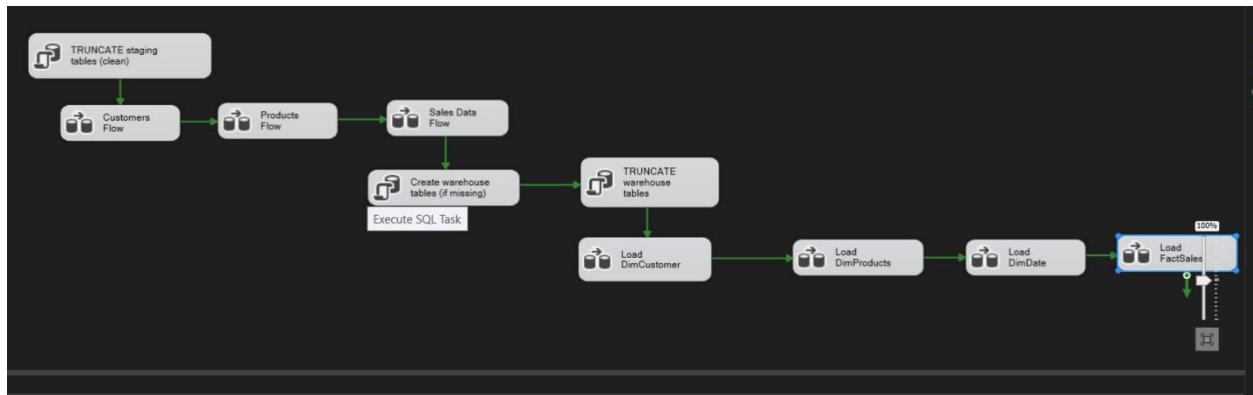 TRUNCATE staging
tables (clean)
Customers
Flow
Products
Flow
Sales Data
Flow
Create warehouse
tables (if missing)
Execute SQL Task
TRUNCATE
warehouse
tables
Load
DimCustomer
Load
DimProducts
Load
DimDate
100%
Load
FactSales